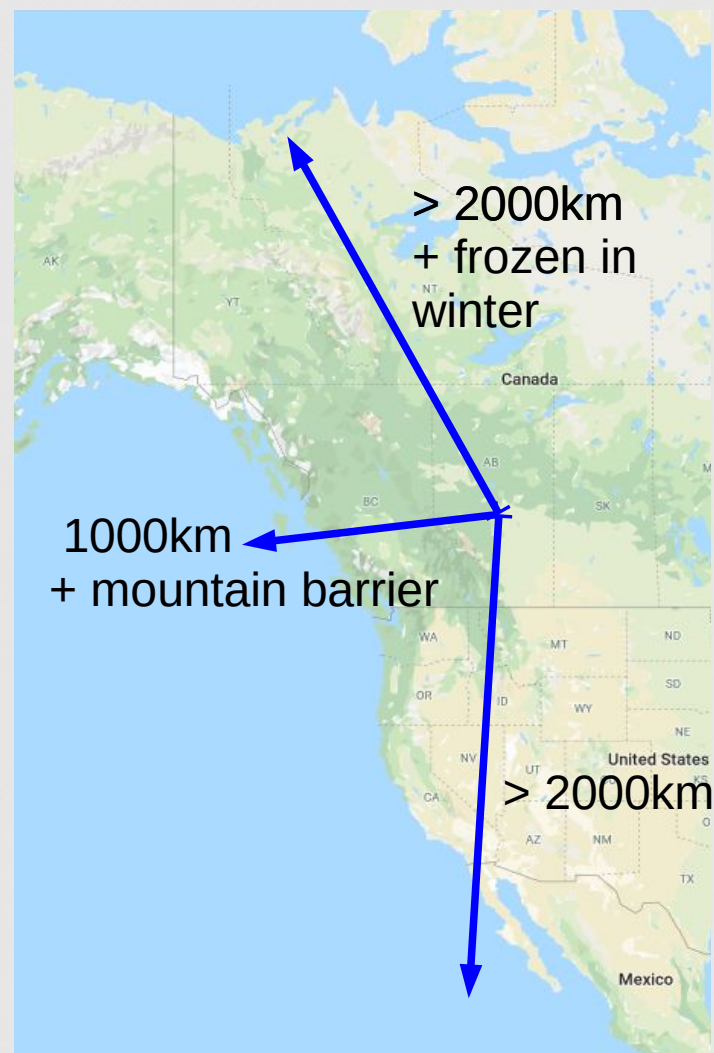 > 2000km
+ frozen in
winter
AK
YT
NT
Canada
AB
BC
SK
M
1000km
+ mountain barrier
WA
MT
ND
OR
ID
SD
WY
NE
NV
UT
United States
KS
CA
> 2000km
O
AZ
NM
TX
Mexico